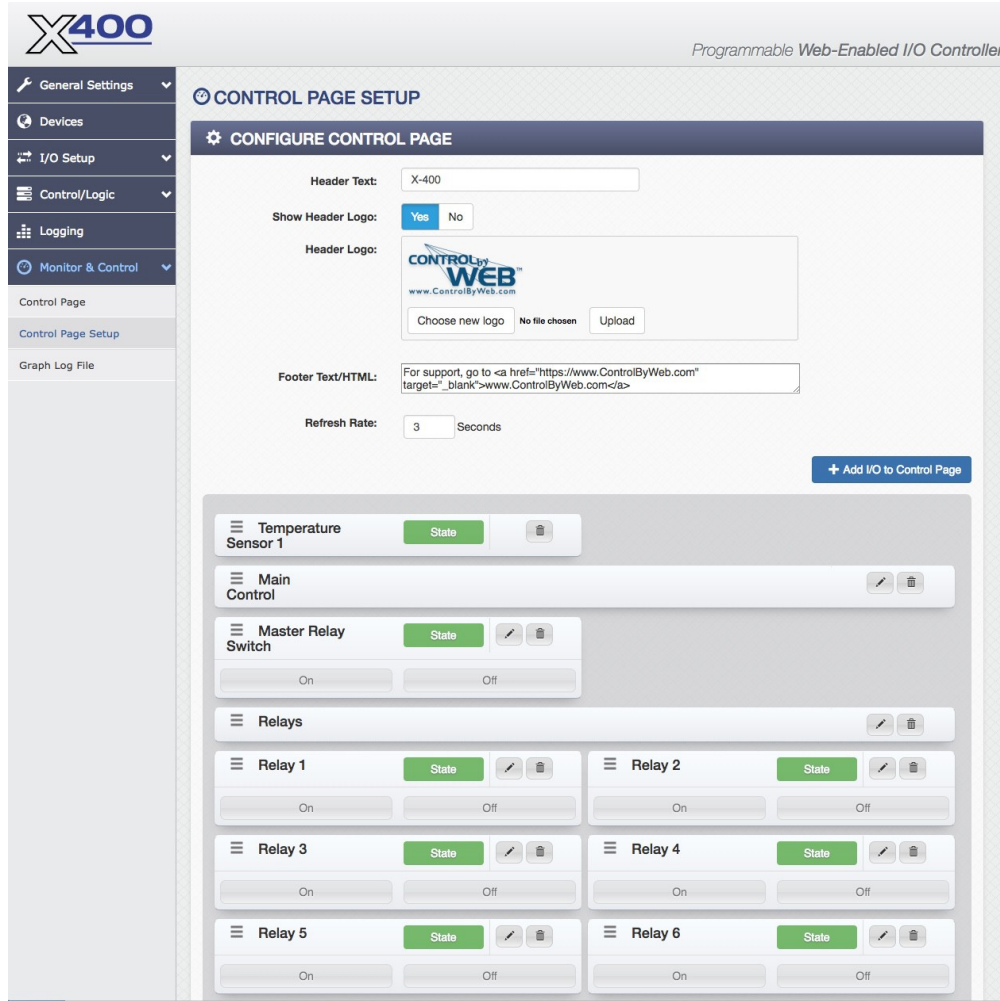 X400
Programmable Web-Enabled I/O Controller
General Settings
Devices
I/O Setup
Control/Logic
Logging
Monitor & Control
Control Page
Control Page Setup
Graph Log File
CONTROL PAGE SETUP
CONFIGURE CONTROL PAGE
Header Text: X-400
Show Header Logo: Yes No
Header Logo:
CONTROL by
WEB™
www.ControlByWeb.com
Choose new logo No file chosen Upload
Footer Text/HTML: For support, go to <a href="https://www.ControlByWeb.com"
target="_blank">www.ControlByWeb.com</a>
Refresh Rate: 3 Seconds
+ Add I/O to Control Page
Temperature State
Sensor 1
Main
Control
Master Relay State
Switch
On Off
Relays
Relay 1 State Relay 2 State
On Off On Off
Relay 3 State Relay 4 State
On Off On Off
Relay 5 State Relay 6 State
On Off On Off